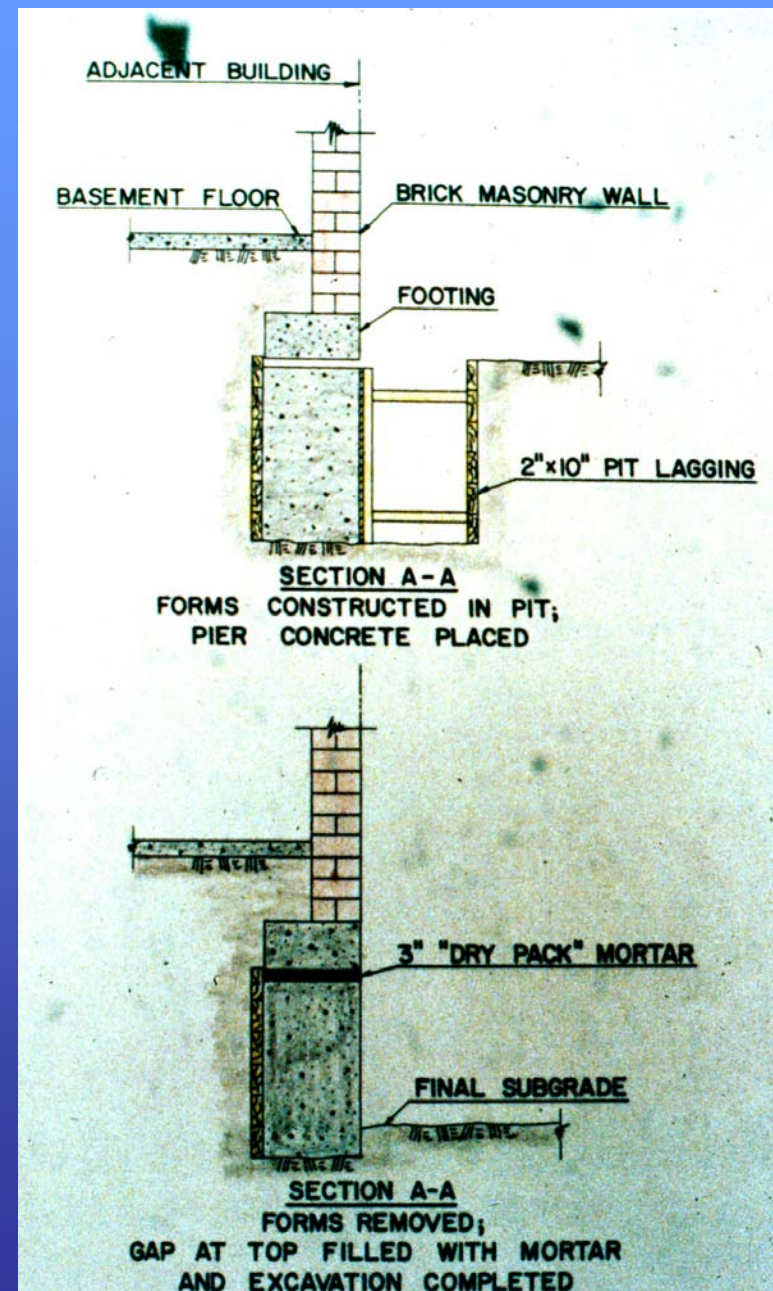 ADJACENT BUILDING
BASEMENT FLOOR
BRICK MASONRY WALL
FOOTING
2"x10" PIT LAGGING
SECTION A-A
FORMS CONSTRUCTED IN PIT;
PIER CONCRETE PLACED
3" "DRY PACK" MORTAR
FINAL SUBGRADE
SECTION A-A
FORMS REMOVED;
GAP AT TOP FILLED WITH MORTAR
AND EXCAVATION COMPLETED